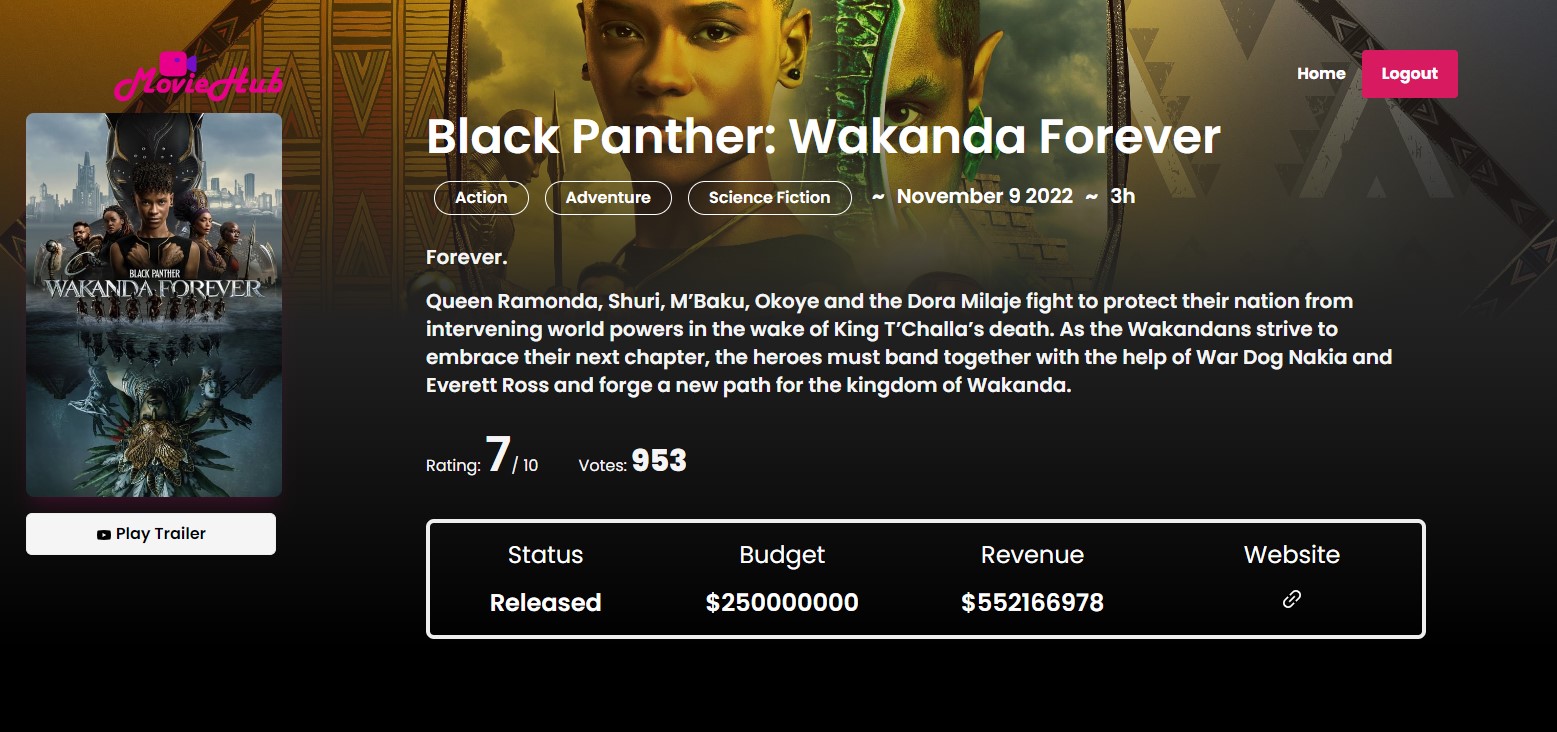 MovieHub
Home
Logout
Black Panther: Wakanda Forever
Action
Adventure
Science Fiction
~ November 9 2022 ~ 3h
BLACK PANTHER
WAKANDA FOREVER
Forever.
Queen Ramonda, Shuri, M’Baku, Okoye and the Dora Milaje fight to protect their nation from
intervening world powers in the wake of King T’Challa’s death. As the Wakandans strive to
embrace their next chapter, the heroes must band together with the help of War Dog Nakia and
Everett Ross and forge a new path for the kingdom of Wakanda.
Rating: 7/ 10
Votes: 953
Play Trailer
Status Budget Revenue Website
Released $250000000 $552166978